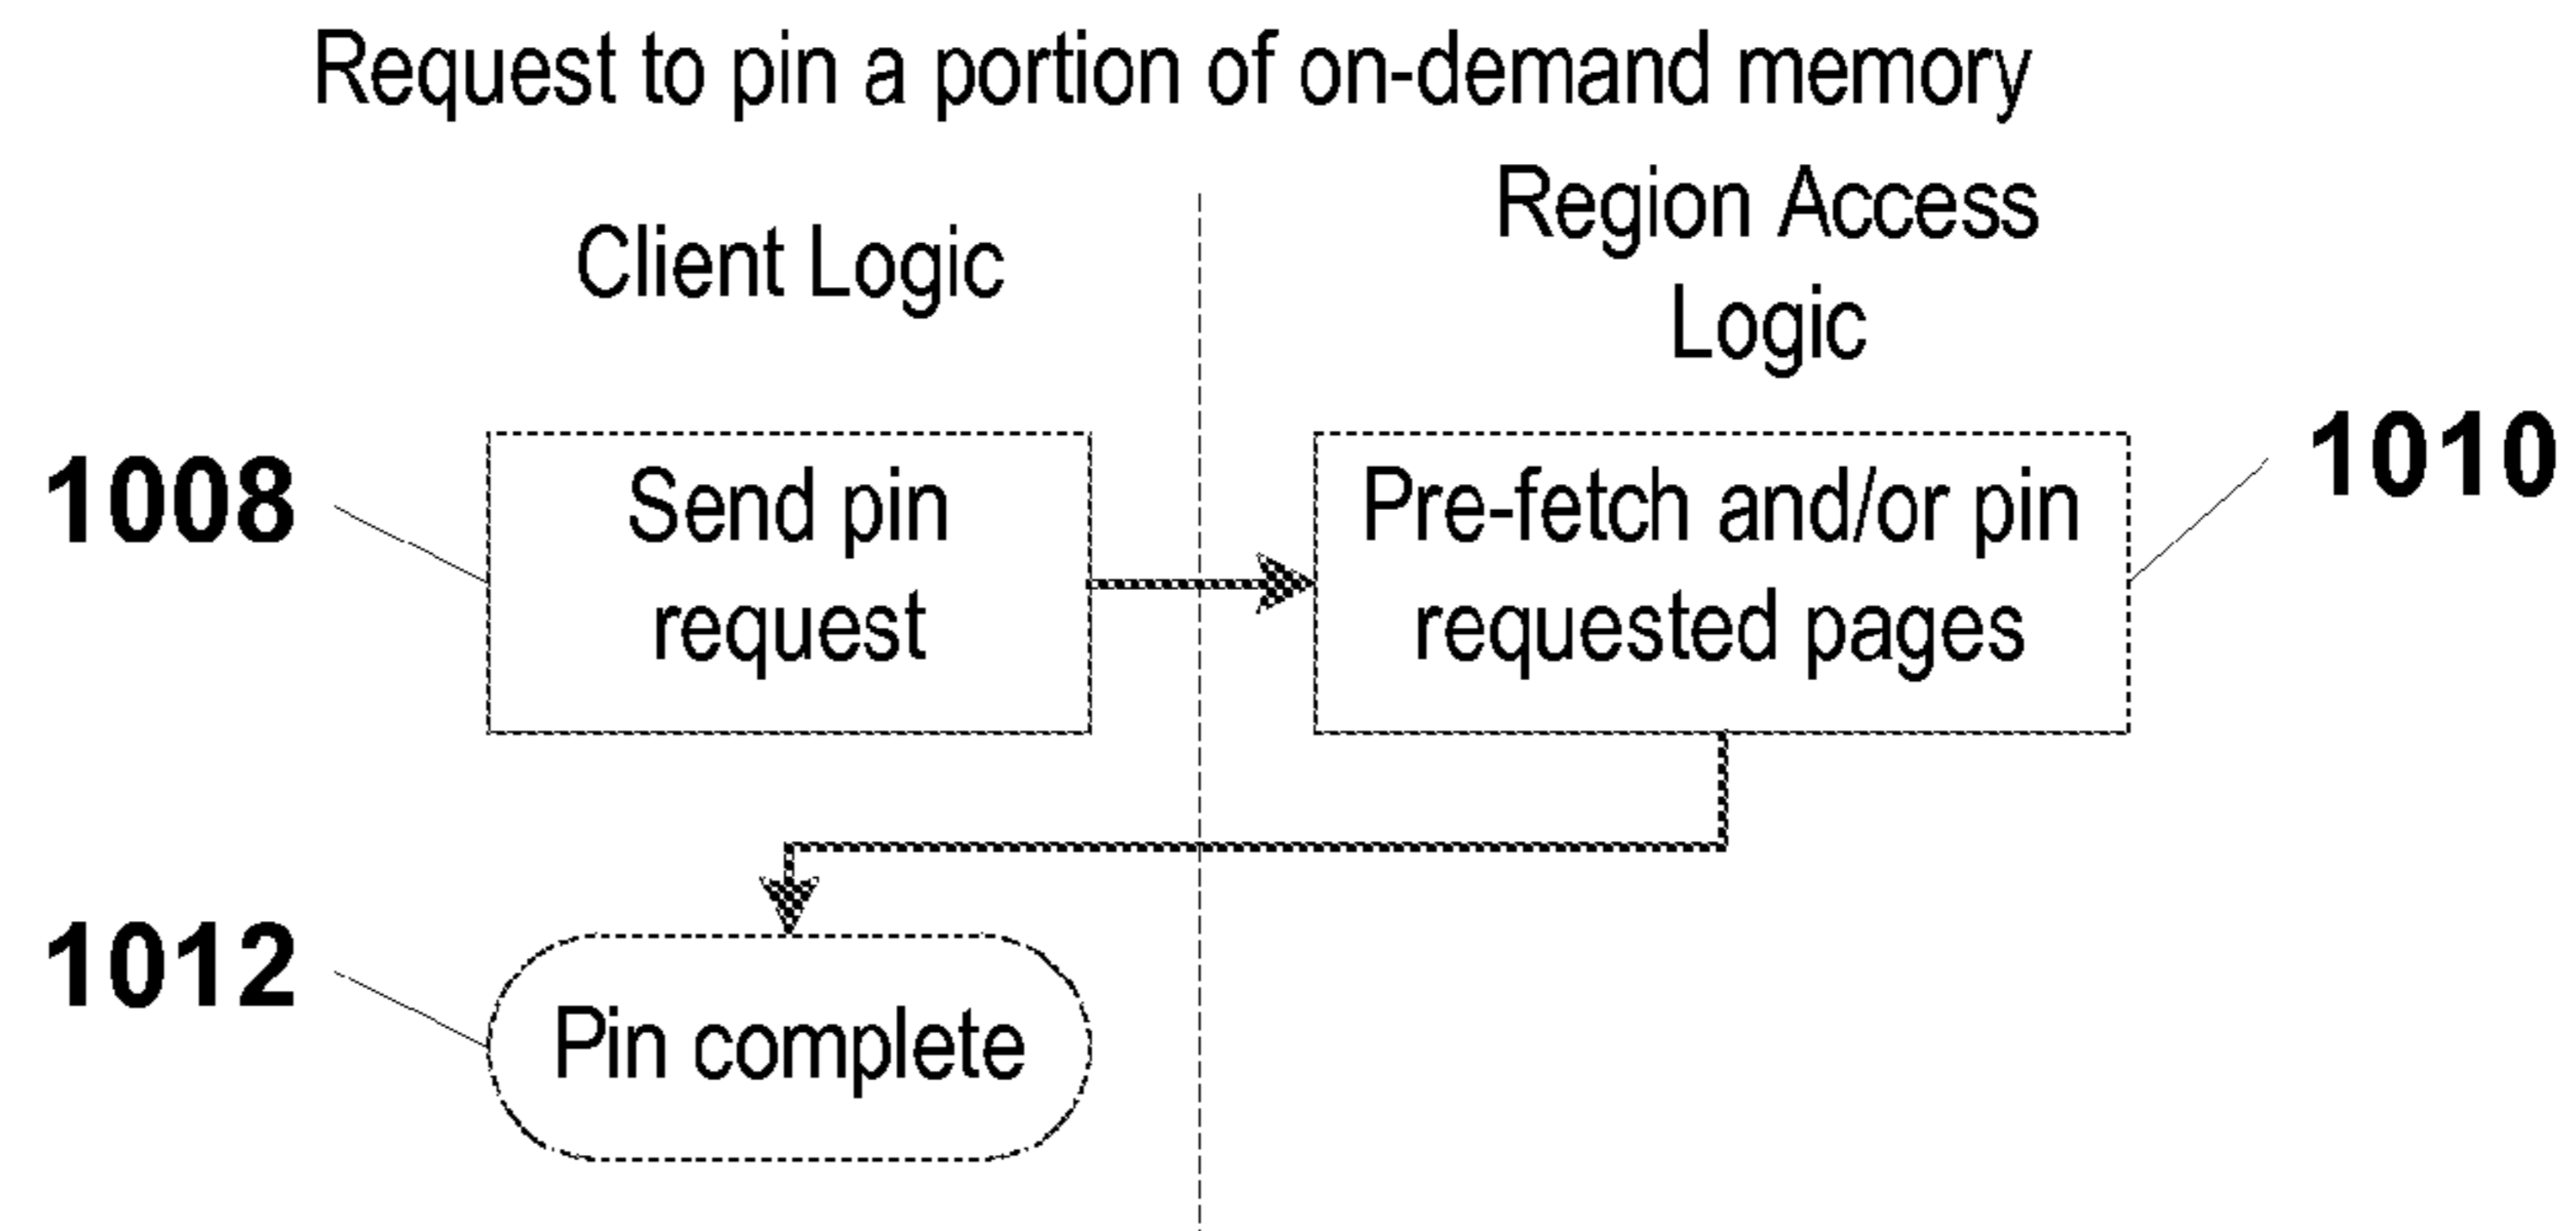 Request to pin a portion of on-demand memory
Client Logic
Region Access
Logic
1008
Send pin
request
Pre-fetch and/or pin
requested pages
1010
1012
Pin complete